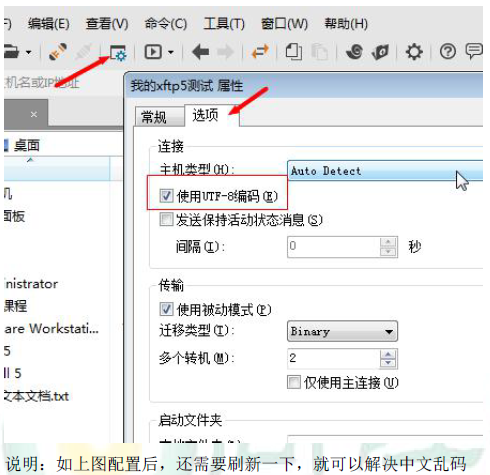 编辑(E) 查看(V) 命令(C) 工具(T) 窗口(W) 帮助(H)
机名或IP地址
我的xftp5测试 属性
×
常规 选项
桌面
连接
主机类型(H): Auto Detect
使用UTF-8编码(E)
发送保持活动状态消息(S)
间隔(I): 0 秒
面板
nistrator
课程
are Workstati...
5
ll 5
文本文档.txt
传输
使用被动模式(P)
迁移类型(T): Binary
多个转机(M): 2
仅使用主连接(U)
启动文件夹
说明：如上图配置后，还需要刷新一下，就可以解决中文乱码